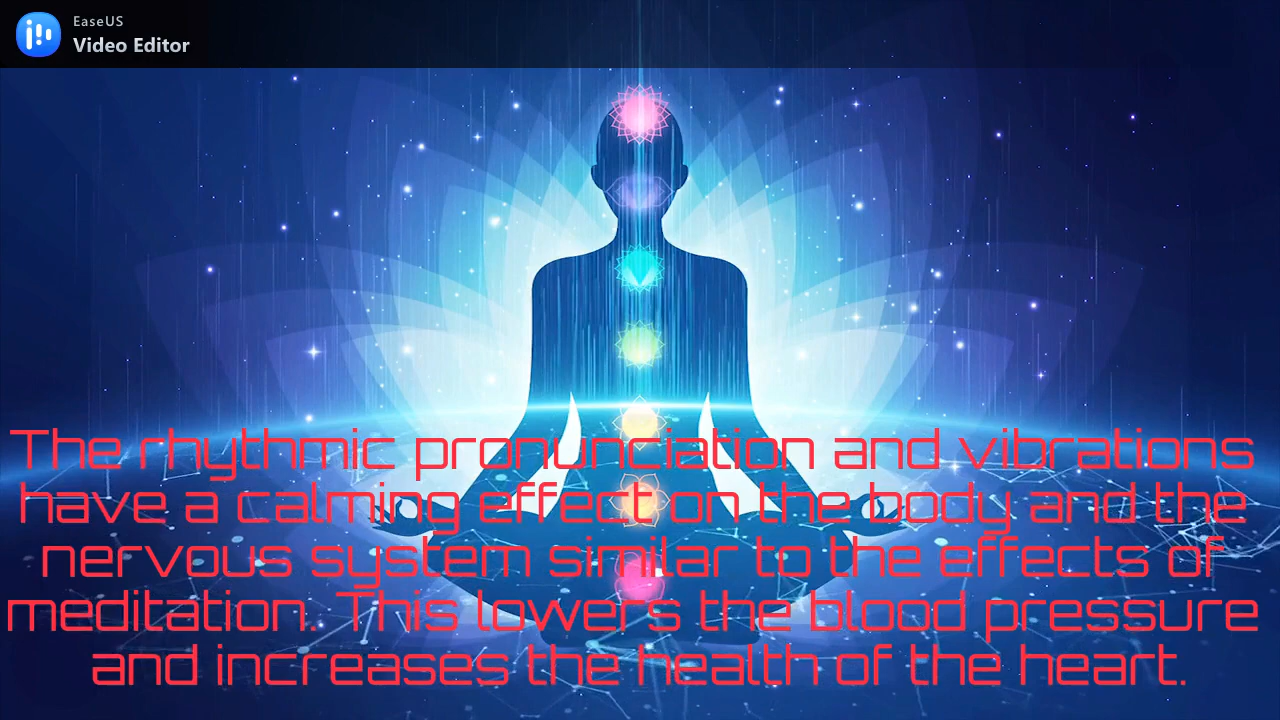 EaseUS
Video Editor
The rhythmic pronunciation and vibrations
have a calming effect on the body and the
nervous system similar to the effects of
meditation. This lowers the blood pressure
and increases the health of the heart.